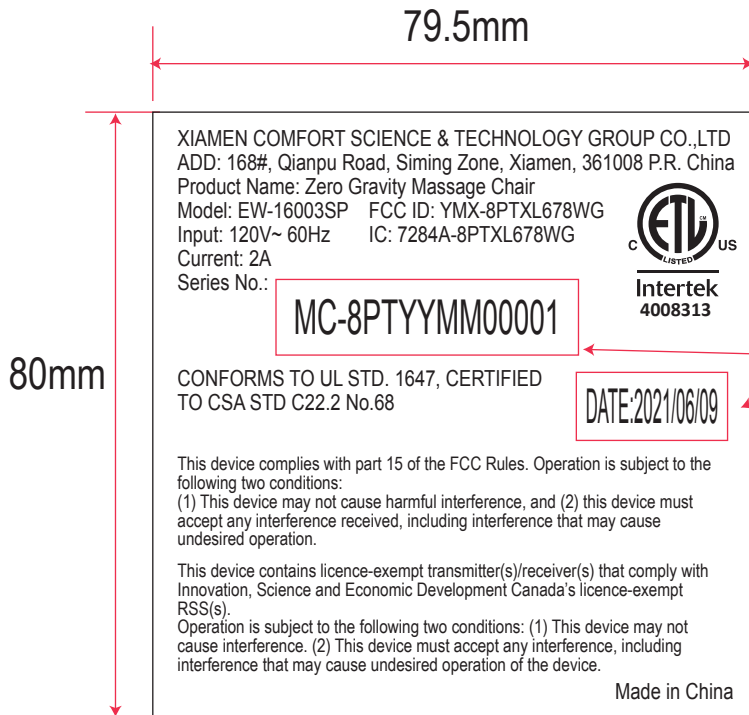 79.5mm
80mm
XIAMEN COMFORT SCIENCE & TECHNOLOGY GROUP CO.,LTD
ADD: 168#, Qianpu Road, Siming Zone, Xiamen, 361008 P.R. China
Product Name: Zero Gravity Massage Chair
Model: EW-16003SP FCC ID: YMX-8PTXL678WG
Input: 120V~ 60Hz IC: 7284A-8PTXL678WG
Current: 2A
Series No.:
MC-8PTYYMM00001
ETL CM
C US
LISTED
Intertek
4008313
CONFORMS TO UL STD. 1647, CERTIFIED
TO CSA STD C22.2 No.68
DATE:2021/06/09
This device complies with part 15 of the FCC Rules. Operation is subject to the
following two conditions:
(1) This device may not cause harmful interference, and (2) this device must
accept any interference received, including interference that may cause
undesired operation.
This device contains licence-exempt transmitter(s)/receiver(s) that comply with
Innovation, Science and Economic Development Canada’s licence-exempt
RSS(s).
Operation is subject to the following two conditions: (1) This device may not
cause interference. (2) This device must accept any interference, including
interference that may cause undesired operation of the device.
Made in China